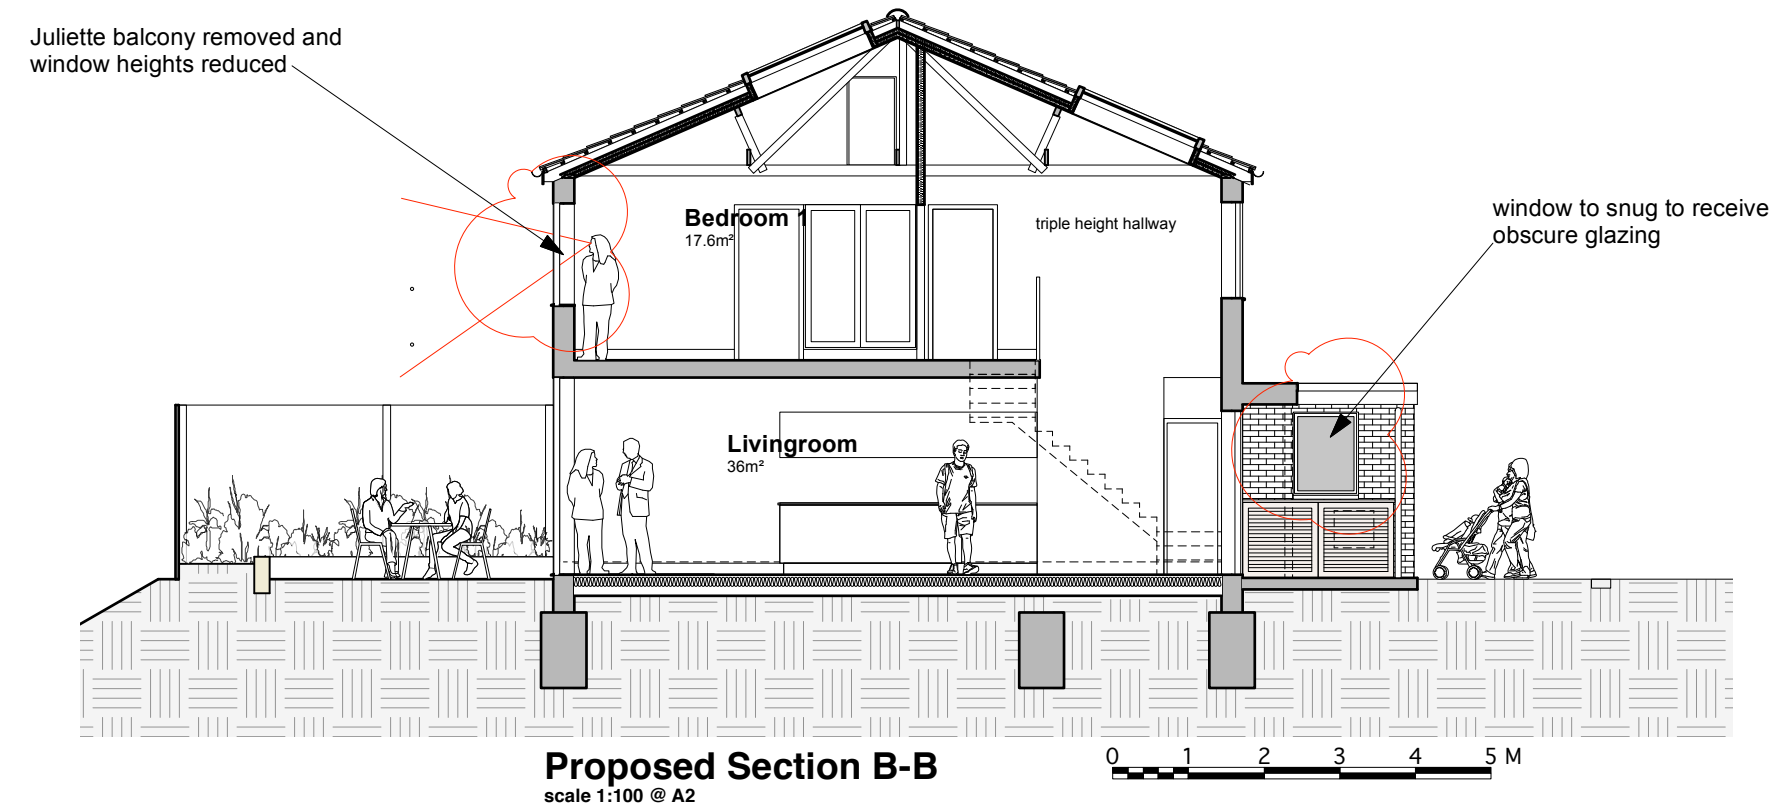 Juliette balcony removed and
window heights reduced
Bedroom 1
17.6m²
triple height hallway
window to snug to receive
obscure glazing
Livingroom
36m²
Proposed Section B-B
scale 1:100 @ A2
0 1 2 3 4 5 M